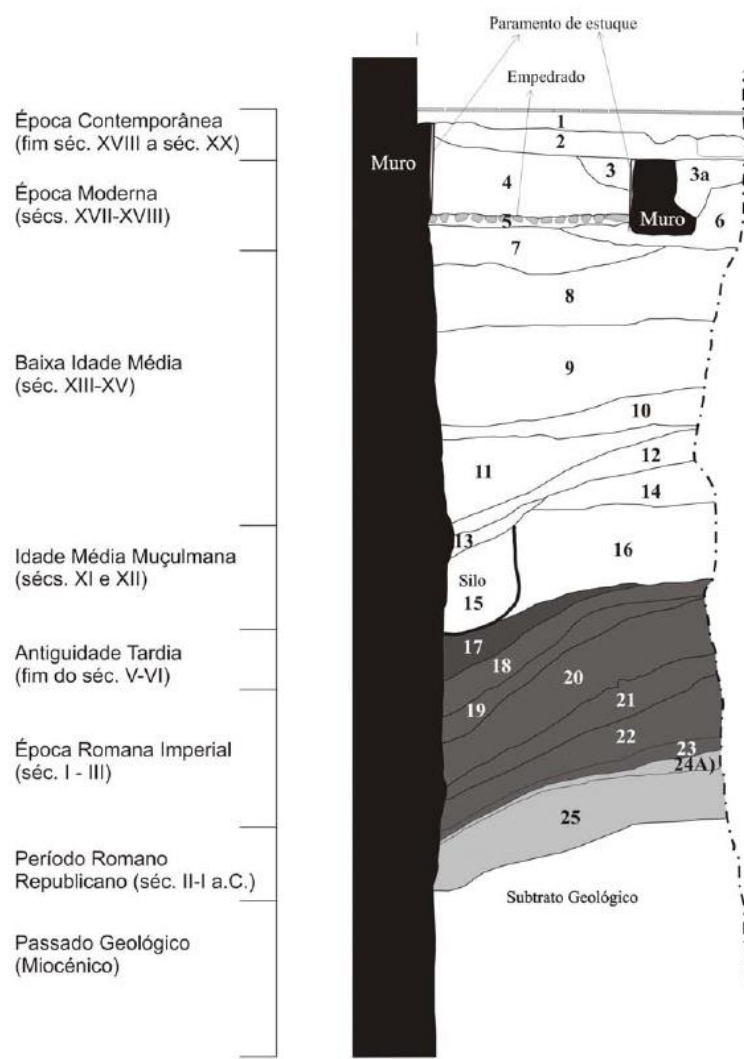 Paramento de estuque
Empedrado
Época Contemporânea
(fim séc. XVIII a séc. XX)
Época Moderna
(sécs. XVII-XVIII)
Baixa Idade Média
(séc. XIII-XV)
Idade Média Muçulmana
(sécs. XI e XII)
Antiguidade Tardia
(fim do séc. V-VI)
Época Romana Imperial
(séc. I - III)
Período Romano
Republicano (séc. II-I a.C.)
Passado Geológico
(Miocénico)
Muro
1
2
3
3a
4
Muro
5
6
7
8
9
10
11
12
13
14
Silo
15
16
17
18
19
20
21
22
23
24A)
25
Subtrato Geológico